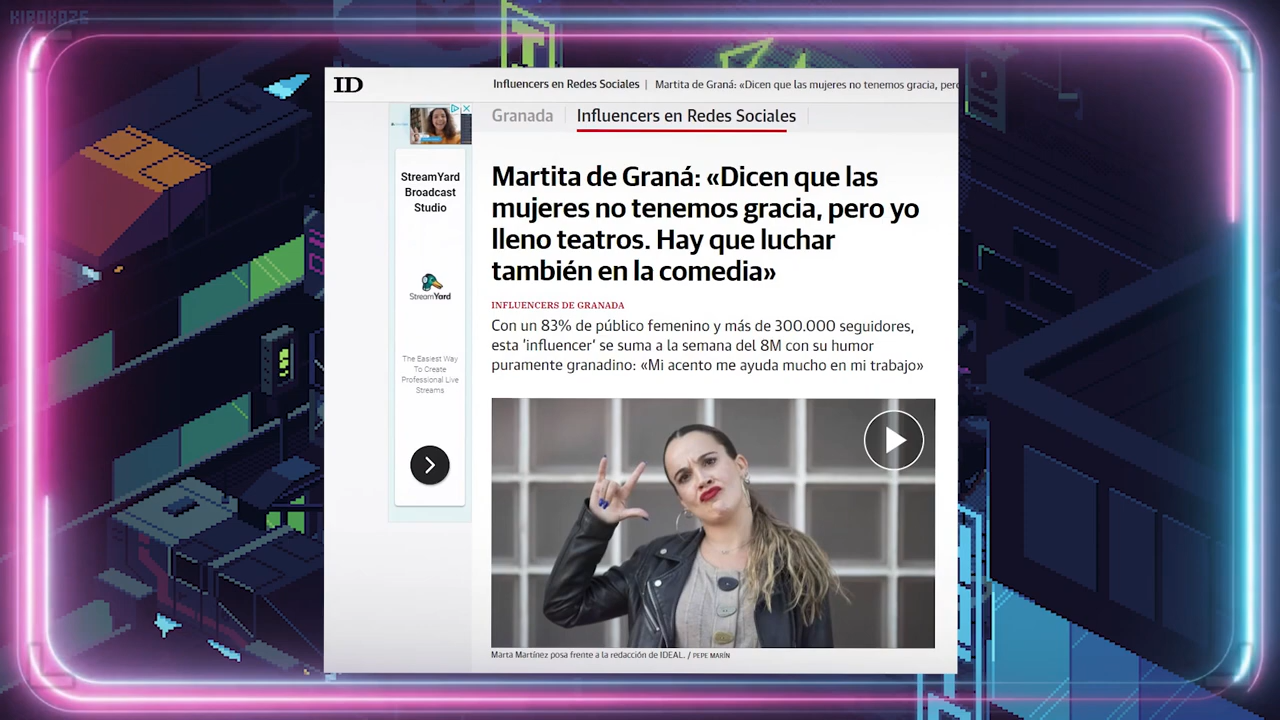 KIROKAZE
ID
Influencers en Redes Sociales | Martita de Graná: «Dicen que las mujeres no tenemos gracia, pero
Granada
Influencers en Redes Sociales
StreamYard
Broadcast
Studio
StreamYard
The Easiest Way
To Create
Professional Live
Streams
Martita de Graná: «Dicen que las
mujeres no tenemos gracia, pero yo
lleno teatros. Hay que luchar
también en la comedia»
INFLUENCERS DE GRANADA
Con un 83% de público femenino y más de 300.000 seguidores,
esta 'influencer' se suma a la semana del 8M con su humor
puramente granadino: «Mi acento me ayuda mucho en mi trabajo»
Marta Martínez posa frente a la redacción de IDEAL. / PEPE MARÍN